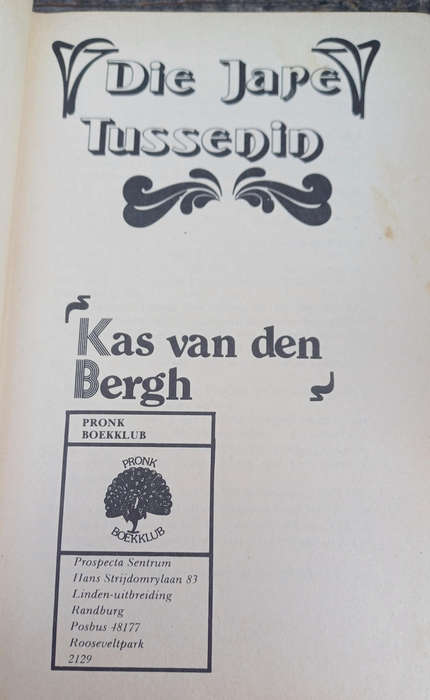 Die Jare
Tussenin
Kas van den
Bergh
PRONK
BOEKKLUB
PRONK
BOEKKLUB
Prospecta Sentrum
Hans Strijdomrylaan 83
Linden-uitbreiding
Randburg
Posbus 48177
Rooseveltpark
2129